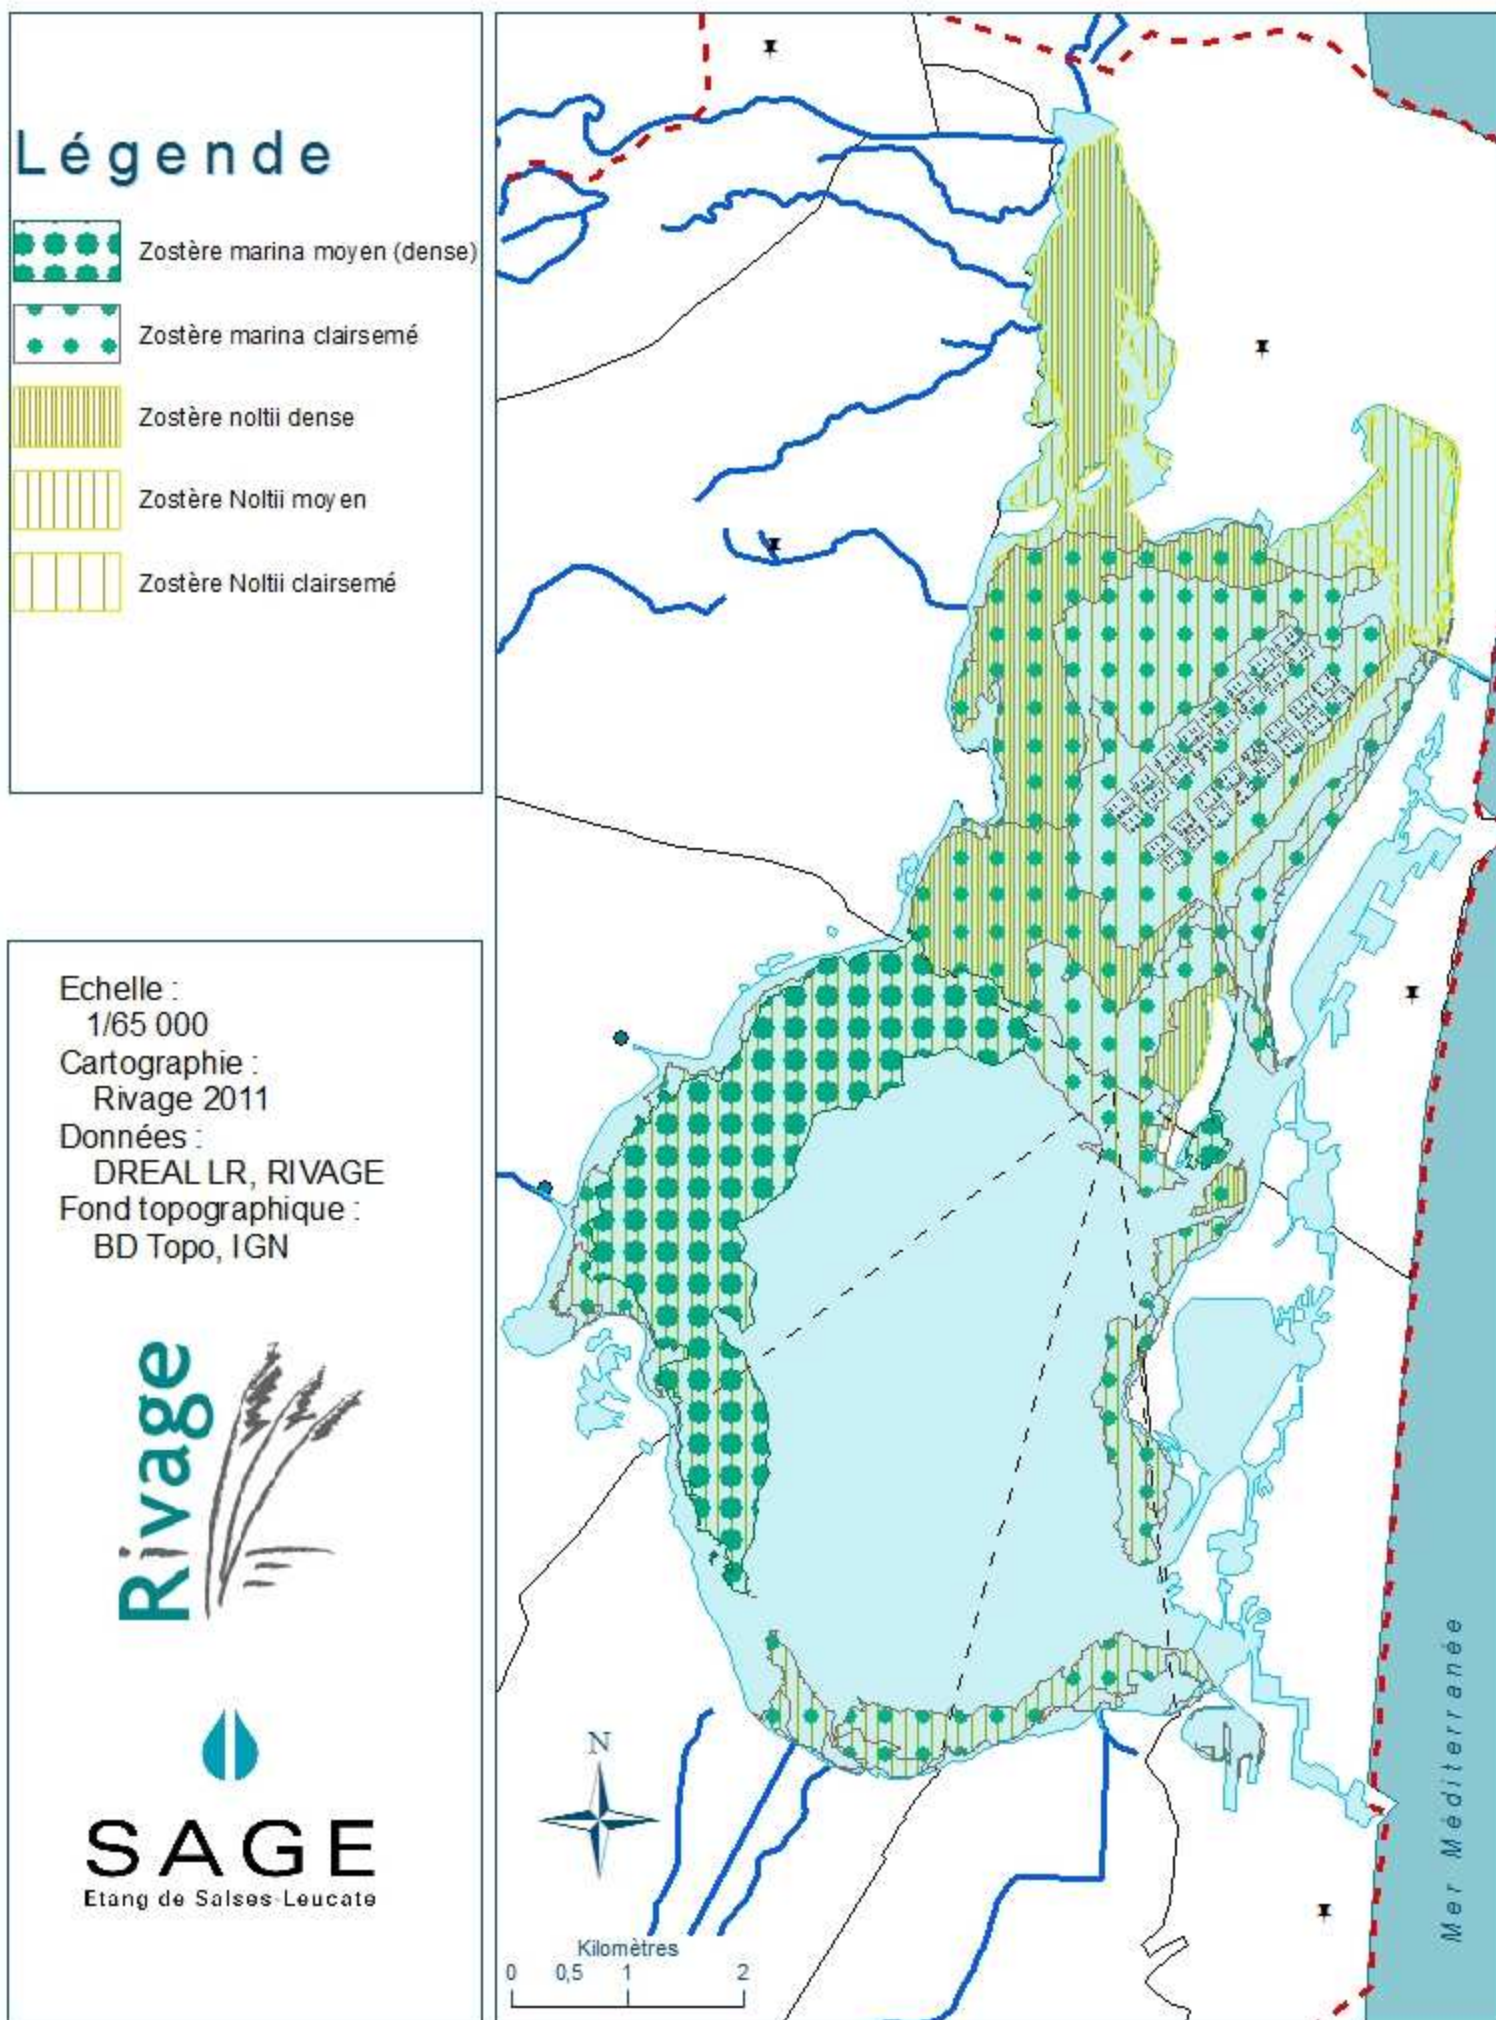 Légende
Zostère marina moyen (dense)
Zostère marina clairsemé
Zostère noltii dense
Zostère Noltii moyen
Zostère Noltii clairsemé
Echelle :
1/65 000
Cartographie :
Rivage 2011
Données :
DREAL LR, RIVAGE
Fond topographique :
BD Topo, IGN
Rivage
SAGE
Etang de Salses-Leucate
N
Kilomètres
0 0,5 1 2
Mer Méditerranée